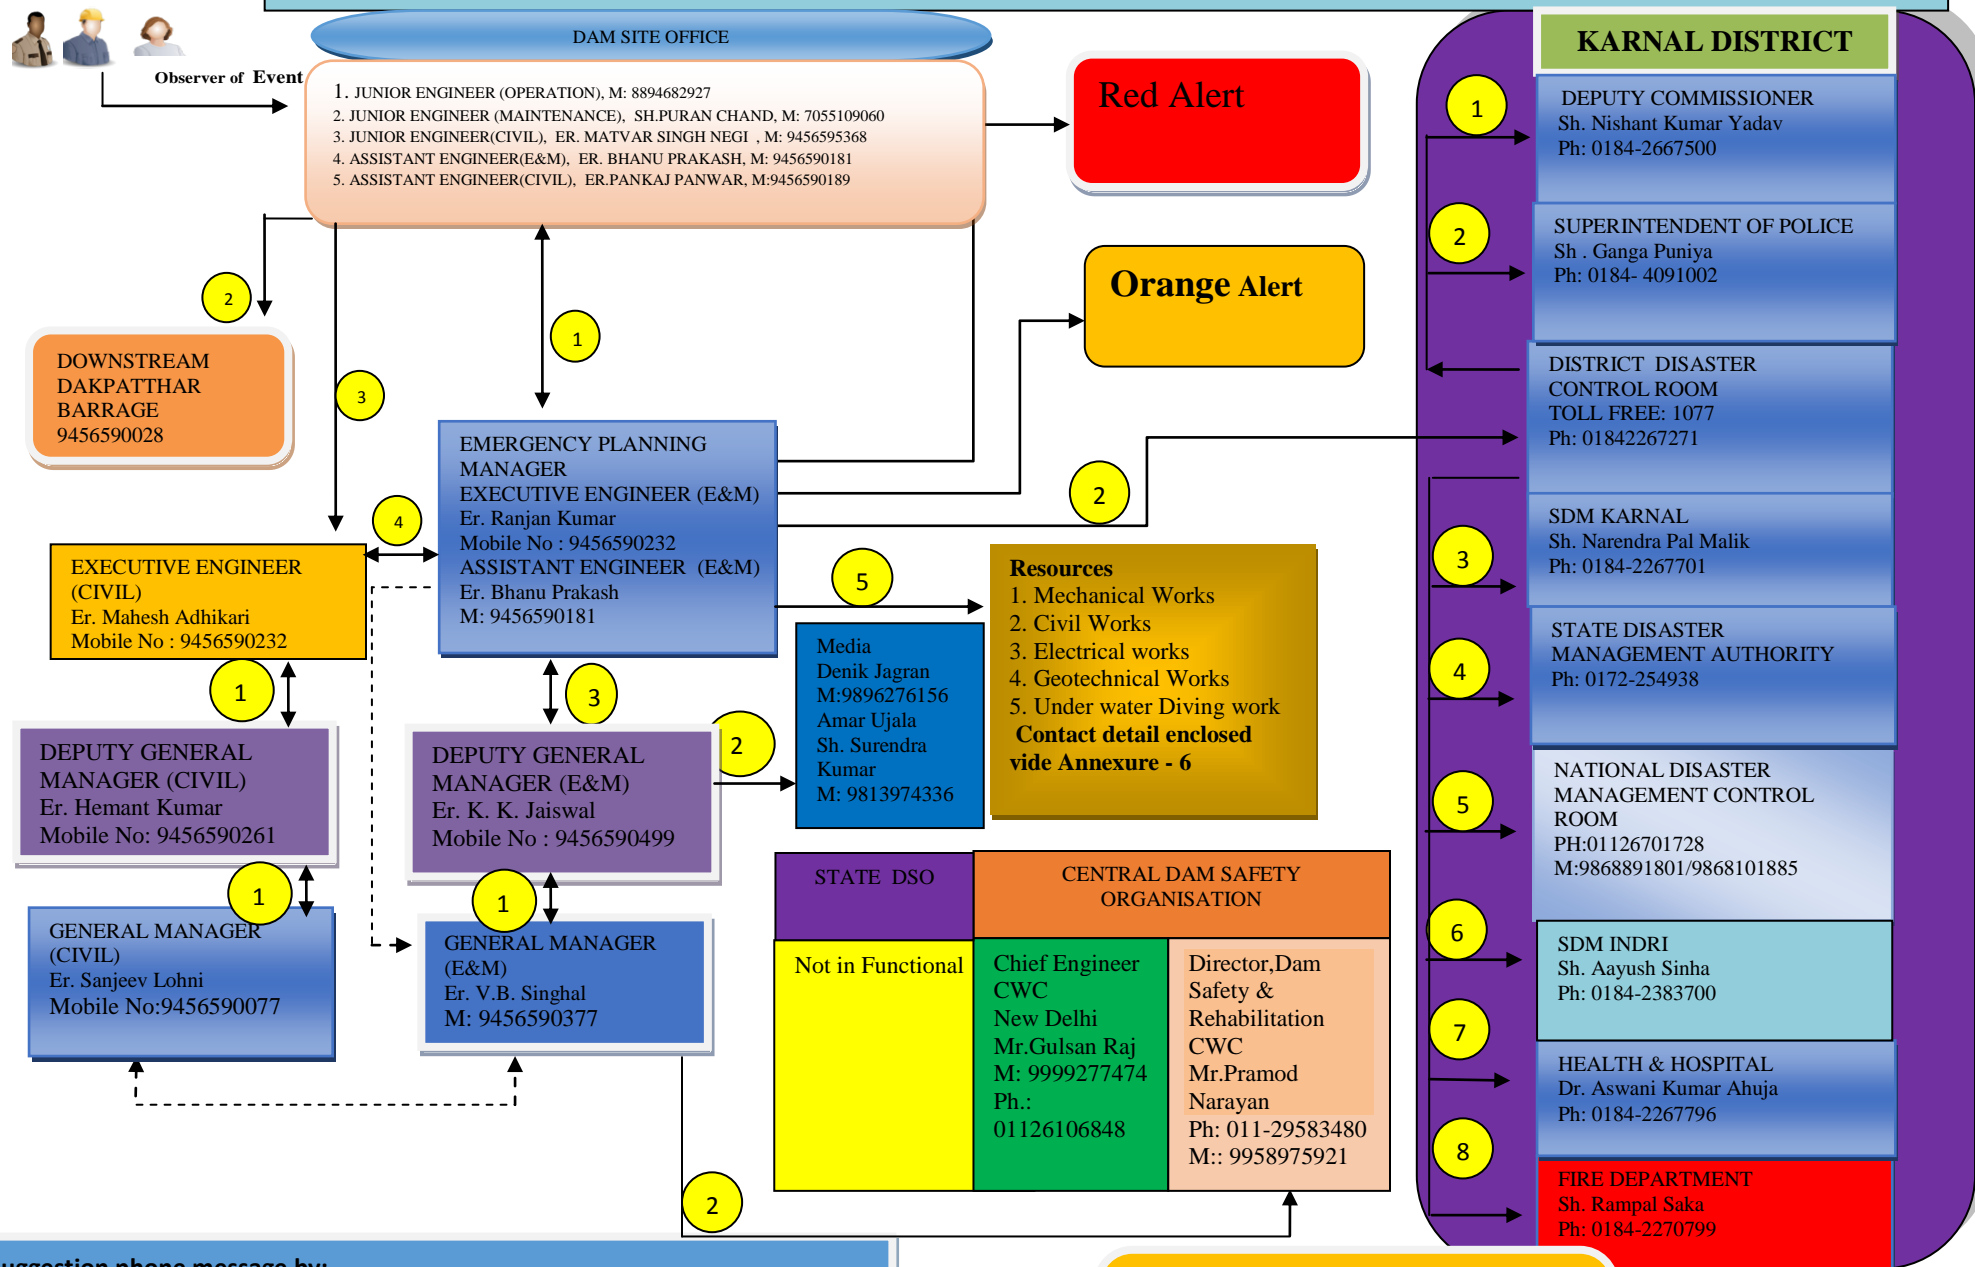 DAM SITE OFFICE
Observer of Event
1. JUNIOR ENGINEER (OPERATION), M: 8894682927
2. JUNIOR ENGINEER (MAINTENANCE), SH.PURAN CHAND, M: 7055109060
3. JUNIOR ENGINEER(CIVIL), ER. MATVAR SINGH NEGI , M: 9456595368
4. ASSISTANT ENGINEER(E&M), ER. BHANU PRAKASH, M: 9456590181
5. ASSISTANT ENGINEER(CIVIL), ER.PANKAJ PANWAR, M:9456590189
Red Alert
Orange Alert
2
3
1
DOWNSTREAM
DAKPATTHAR
BARRAGE
9456590028
EMERGENCY PLANNING
MANAGER
EXECUTIVE ENGINEER (E&M)
Er. Ranjan Kumar
Mobile No : 9456590232
ASSISTANT ENGINEER (E&M)
Er. Bhanu Prakash
M: 9456590181
4
2
5
3
EXECUTIVE ENGINEER
(CIVIL)
Er. Mahesh Adhikari
Mobile No : 9456590232
1
DEPUTY GENERAL
MANAGER (CIVIL)
Er. Hemant Kumar
Mobile No: 9456590261
1
GENERAL MANAGER
(CIVIL)
Er. Sanjeev Lohni
Mobile No:9456590077
DEPUTY GENERAL
MANAGER (E&M)
Er. K. K. Jaiswal
Mobile No : 9456590499
2
1
GENERAL MANAGER
(E&M)
Er. V.B. Singhal
M: 9456590377
2
Media
Denik Jagran
M:9896276156
Amar Ujala
Sh. Surendra
Kumar
M: 9813974336
Resources
1. Mechanical Works
2. Civil Works
3. Electrical works
4. Geotechnical Works
5. Under water Diving work
Contact detail enclosed
vide Annexure - 6
STATE DSO
CENTRAL DAM SAFETY
ORGANISATION
Not in Functional
Chief Engineer
CWC
New Delhi
Mr.Gulsan Raj
M: 9999277474
Ph.:
01126106848
Director,Dam
Safety &
Rehabilitation
CWC
Mr.Pramod
Narayan
Ph: 011-29583480
M:: 9958975921
KARNAL DISTRICT
1
DEPUTY COMMISSIONER
Sh. Nishant Kumar Yadav
Ph: 0184-2667500
2
SUPERINTENDENT OF POLICE
Sh . Ganga Puniya
Ph: 0184- 4091002
DISTRICT DISASTER
CONTROL ROOM
TOLL FREE: 1077
Ph: 01842267271
3
SDM KARNAL
Sh. Narendra Pal Malik
Ph: 0184-2267701
4
STATE DISASTER
MANAGEMENT AUTHORITY
Ph: 0172-254938
5
NATIONAL DISASTER
MANAGEMENT CONTROL
ROOM
PH:01126701728
M:9868891801/9868101885
6
SDM INDRI
Sh. Aayush Sinha
Ph: 0184-2383700
7
HEALTH & HOSPITAL
Dr. Aswani Kumar Ahuja
Ph: 0184-2267796
8
FIRE DEPARTMENT
Sh. Rampal Saka
Ph: 0184-2270799
uggestion phone message by: